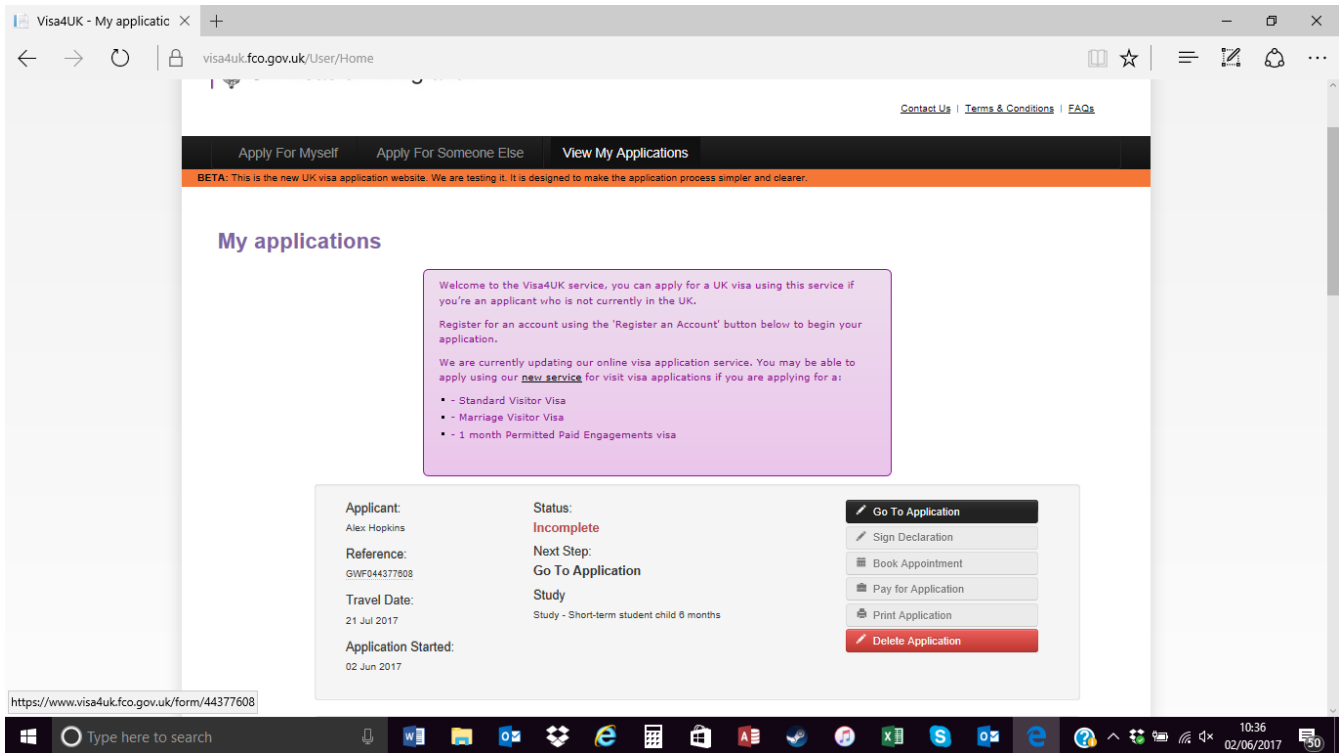 Visa4UK - My applicatic
visa4uk.fco.gov.uk/User/Home
Contact Us | Terms & Conditions | FAQs
Apply For Myself Apply For Someone Else View My Applications
BETA: This is the new UK visa application website. We are testing it. It is designed to make the application process simpler and clearer.
My applications
Welcome to the Visa4UK service, you can apply for a UK visa using this service if
you're an applicant who is not currently in the UK.
Register for an account using the 'Register an Account' button below to begin your
application.
We are currently updating our online visa application service. You may be able to
apply using our new service for visit visa applications if you are applying for a:
- Standard Visitor Visa
- Marriage Visitor Visa
- 1 month Permitted Paid Engagements visa
Applicant:
Alex Hopkins
Reference:
GWF044377608
Travel Date:
21 Jul 2017
Application Started:
02 Jun 2017
Status:
Incomplete
Next Step:
Go To Application
Study
Study - Short-term student child 6 months
Go To Application
Sign Declaration
Book Appointment
Pay for Application
Print Application
Delete Application
https://www.visa4uk.fco.gov.uk/form/44377608
Type here to search
10:36
02/06/2017
50